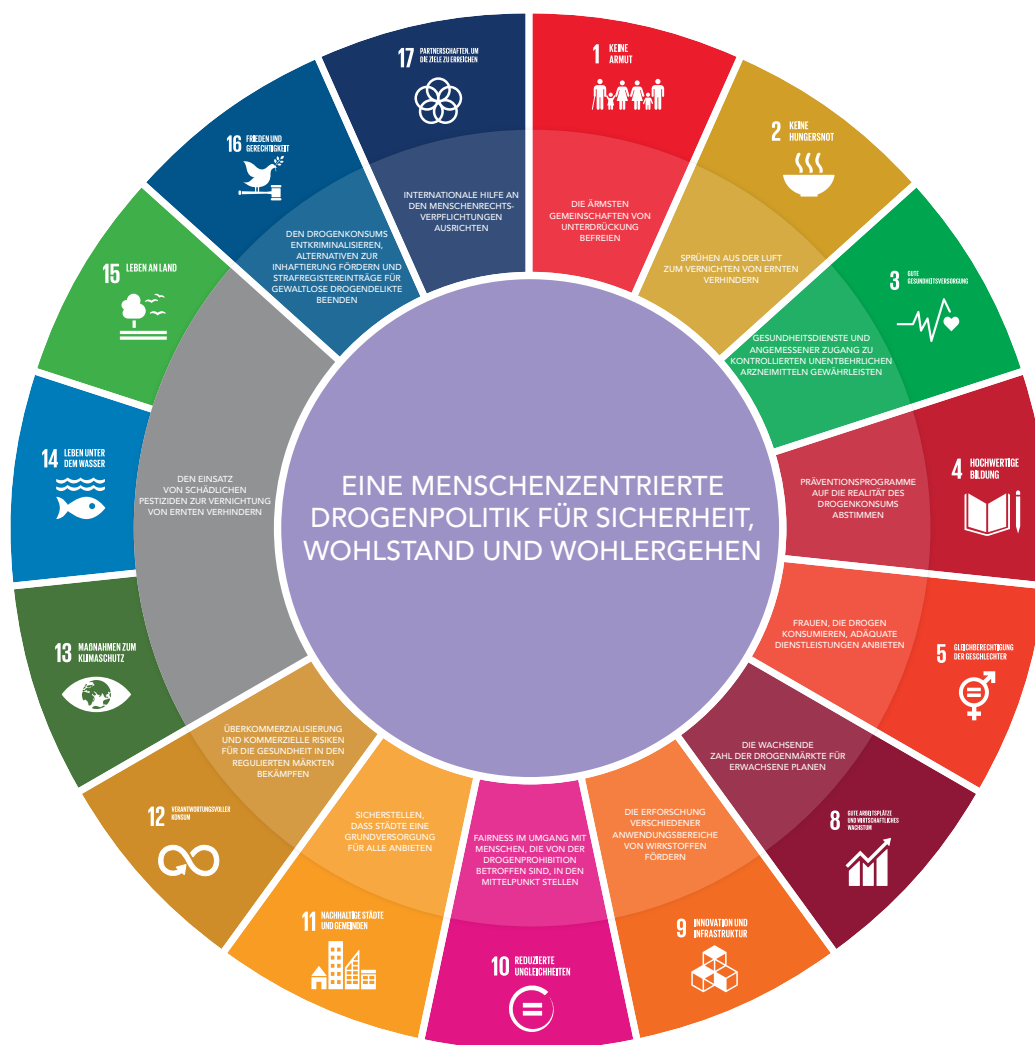 EINE MENSCHENZENTRIERTE
DROGENPOLITIK FÜR SICHERHEIT,
WOHLSTAND UND WOHLERGEHEN
1 KEINE
ARMUT
DIE ÄRMSTEN
GEMEINSCHAFTEN VON
UNTERDRÜCKUNG
BEFREIEN
2 KEINE
HUNGERSNOT
SPRÜHEN AUS DER LUFT
ZUM VERNICHTEN VON ERNTEN
VERHINDERN
3 GUTE
GESUNDHEITSVERSORGUNG
GESUNDHEITSDIENSTE UND
ANGEMESSENER ZUGANG ZU
KONTROLLIERTEN UNENTBEHRLICHEN
ARZNEIMITTELN GEWÄHRLEISTEN
4 HOCHWERTIGE
BILDUNG
PRÄVENTIONSPROGRAMME
AUF DIE REALITÄT DES
DROGENKONSUMS
ABSTIMMEN
5 GLEICHBERECHTIGUNG
DER GESCHLECHTER
FRAUEN, DIE DROGEN
KONSUMIEREN, ADÄQUATE
DIENSTLEISTUNGEN ANBIETEN
8 GUTE ARBEITSPLÄTZE
UND WIRTSCHAFTLICHES
WACHSTUM
DIE WACHSENDE
ZAHL DER DROGENMÄRKTE FÜR
ERWACHSENE PLANEN
9 INNOVATION UND
INFRASTRUKTUR
DIE ERFORSCHUNG
VERSCHIEDENER
ANWENDUNGSBEREICHE
VON WIRKSTOFFEN
FÖRDERN
10 REDUZIERTE
UNGLEICHHEITEN
FAIRNESS IM UMGANG MIT
MENSCHEN, DIE VON DER
DROGENPROHIBITION
BETROFFEN SIND, IN DEN
MITTELPUNKT STELLEN
11 NACHHALTIGE STÄDTE
UND GEMEINDEN
SICHERSTELLEN,
DASS STÄDTE EINE
GRUNDVERSORGUNG
FÜR ALLE ANBIETEN
12 VERANTWORTUNGSVOLLER
KONSUM
ÜBERKOMMERZIALISIERUNG
UND KOMMERZIELLE RISIKEN
FÜR DIE GESUNDHEIT IN DEN
REGULIERTEN MÄRKTEN
BEKÄMPFEN
13 MAẞNAHMEN ZUM
KLIMASCHUTZ
14 LEBEN UNTER
DEM WASSER
15 LEBEN AN LAND
DEN EINSATZ
VON SCHÄDLICHEN
PESTIZIDEN ZUR VERNICHTUNG
VON ERNTEN VERHINDERN
16 FRIEDEN UND
GERECHTIGKEIT
DEN DROGENKONSUMS
ENTKRIMINALISIEREN,
ALTERNATIVEN ZUR
INHAFTIERUNG FÖRDERN UND
STRAFREGISTEREINTRÄGE FÜR
GEWALTLOSE DROGENDELIKTE
BEENDEN
17 PARTNERSCHAFTEN, UM
DIE ZIELE ZU ERREICHEN
INTERNATIONALE HILFE AN
DEN MENSCHENRECHTS-
VERPFLICHTUNGEN
AUSRICHTEN